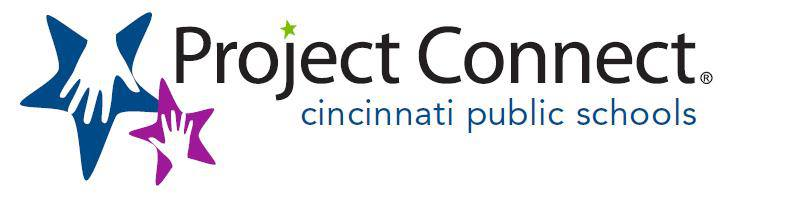 Project Connect®
cincinnati public schools